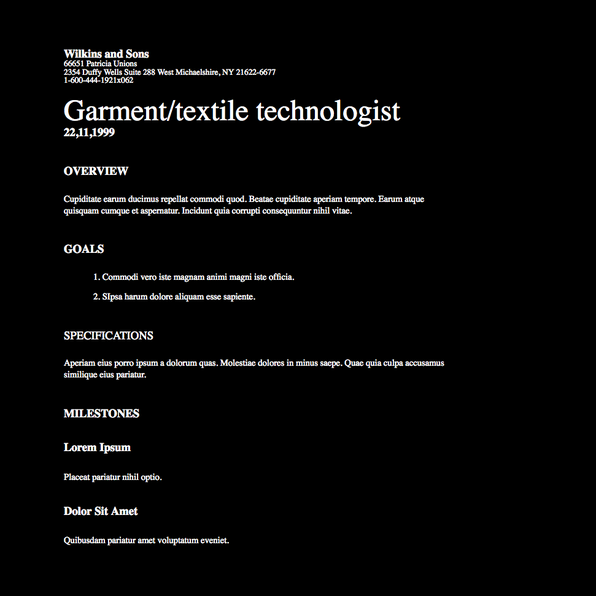 Wilkins and Sons
66651 Patricia Unions
2354 Duffy Wells Suite 288 West Michaelshire, NY 21622-6677
1-600-444-1921x062
Garment/textile technologist
22,11,1999
OVERVIEW
Cupiditate earum ducimus repellat commodi quod. Beatae cupiditate aperiam tempore. Earum atque
quisquam cumque et aspernatur. Incidunt quia corrupti consequuntur nihil vitae.
GOALS
1. Commodi vero iste magnam animi magni iste officia.
2. SIpsa harum dolore aliquam esse sapiente.
SPECIFICATIONS
Aperiam eius porro ipsum a dolorum quas. Molestiae dolores in minus saepe. Quae quia culpa accusamus
similique eius pariatur.
MILESTONES
Lorem Ipsum
Placeat pariatur nihil optio.
Dolor Sit Amet
Quibusdam pariatur amet voluptatum eveniet.